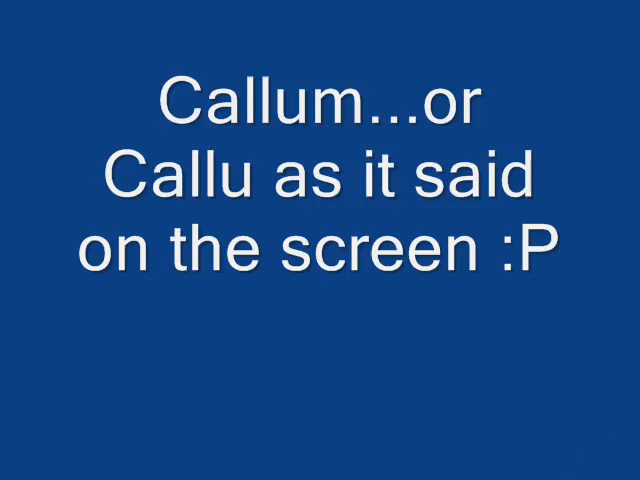 Callum...or
Callu as it said
on the screen :P